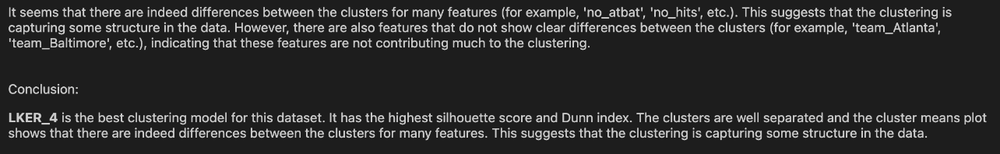 It seems that there are indeed differences between the clusters for many features (for example, 'no_atbat', 'no_hits', etc.). This suggests that the clustering is
capturing some structure in the data. However, there are also features that do not show clear differences between the clusters (for example, 'team_Atlanta',
'team_Baltimore', etc.), indicating that these features are not contributing much to the clustering.
Conclusion:
LKER_4 is the best clustering model for this dataset. It has the highest silhouette score and Dunn index. The clusters are well separated and the cluster means plot
shows that there are indeed differences between the clusters for many features. This suggests that the clustering is capturing some structure in the data.